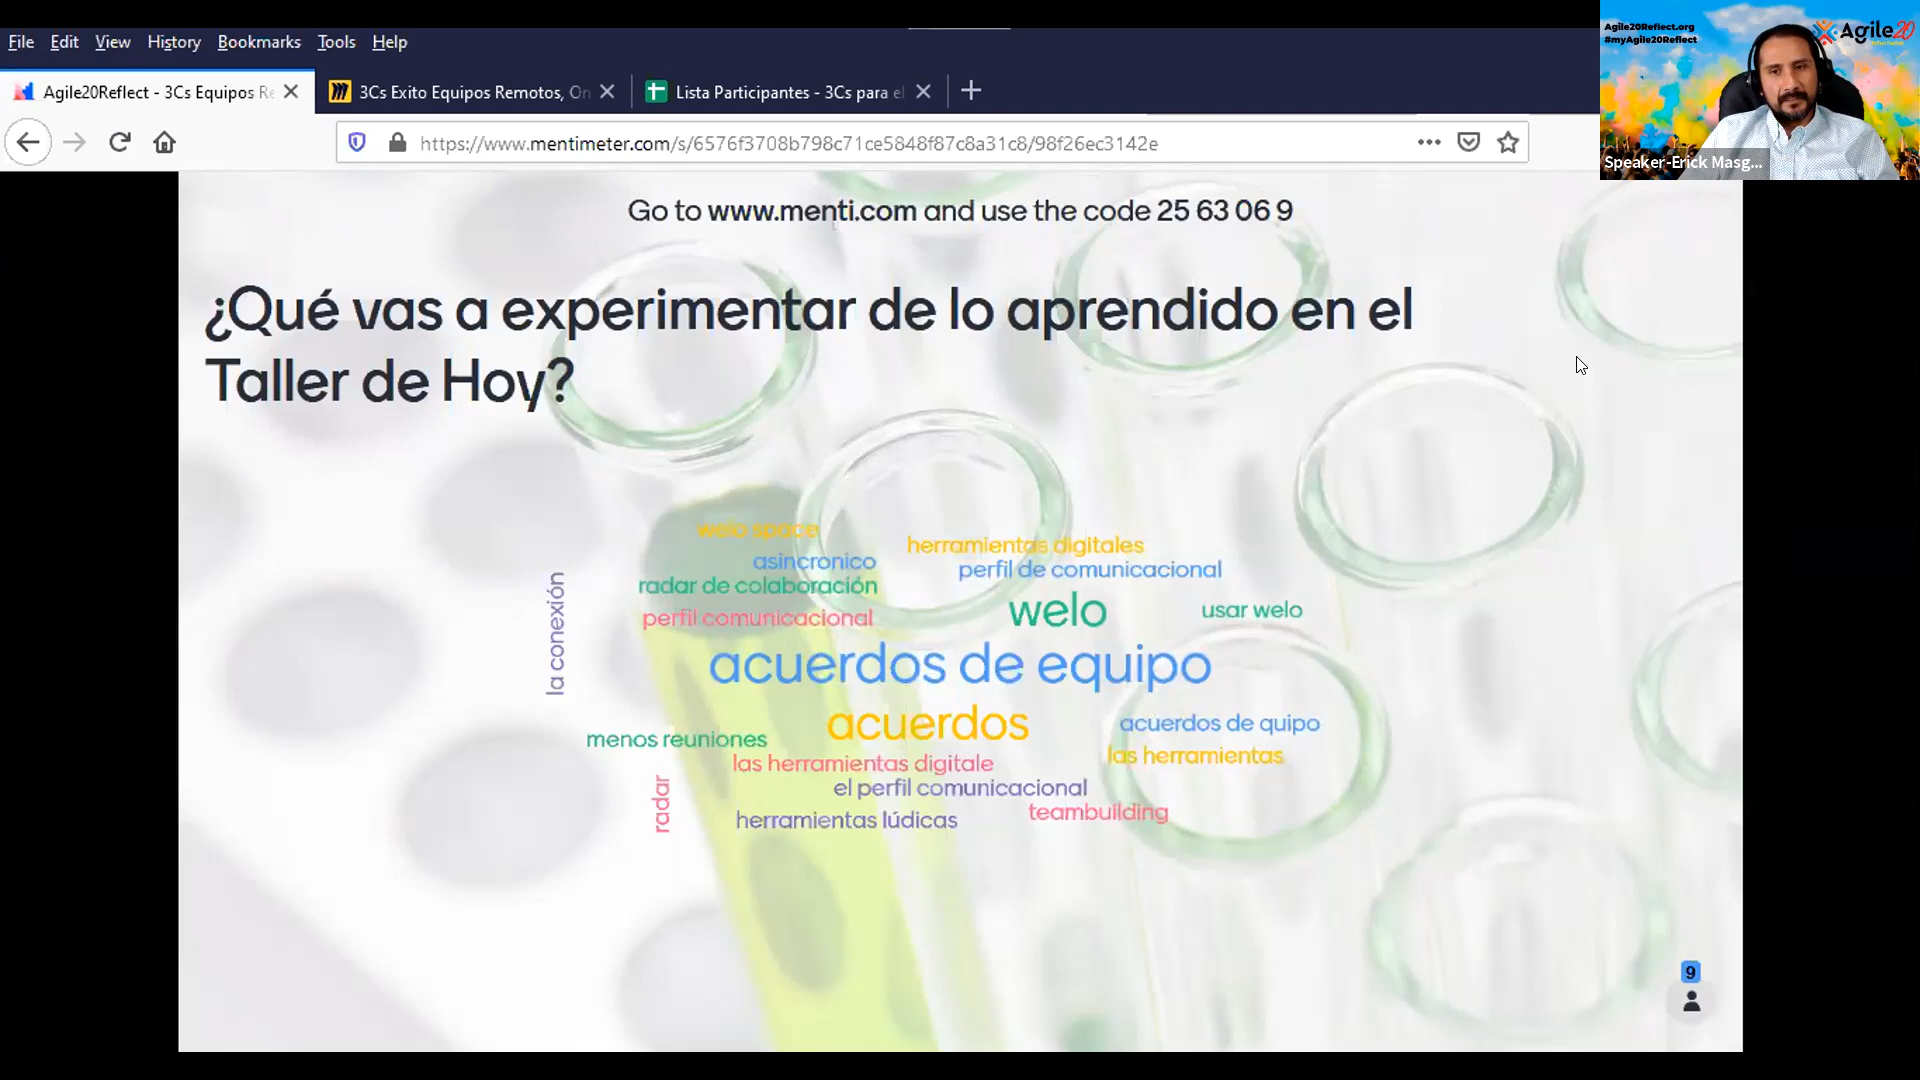 File Edit View History Bookmarks Tools Help
Agile20Reflect - 3Cs Equipos Re
3Cs Exito Equipos Remotos, On
Lista Participantes - 3Cs para el
https://www.mentimeter.com/s/6576f3708b798c71ce5848f87c8a31c8/98f26ec3142e
Agile20Reflect.org
#myAgile20Reflect
Agile20
Speaker-Erick Masg...
Go to www.menti.com and use the code 25 63 06 9
¿Qué vas a experimentar de lo aprendido en el
Taller de Hoy?
welo space
herramientas digitales
asincronico
perfil de comunicacional
radar de colaboración
la conexión
perfil comunicacional
welo
usar welo
acuerdos de equipo
acuerdos
acuerdos de quipo
menos reuniones
las herramientas
las herramientas digitale
radar
el perfil comunicacional
teambuilding
herramientas lúdicas
9